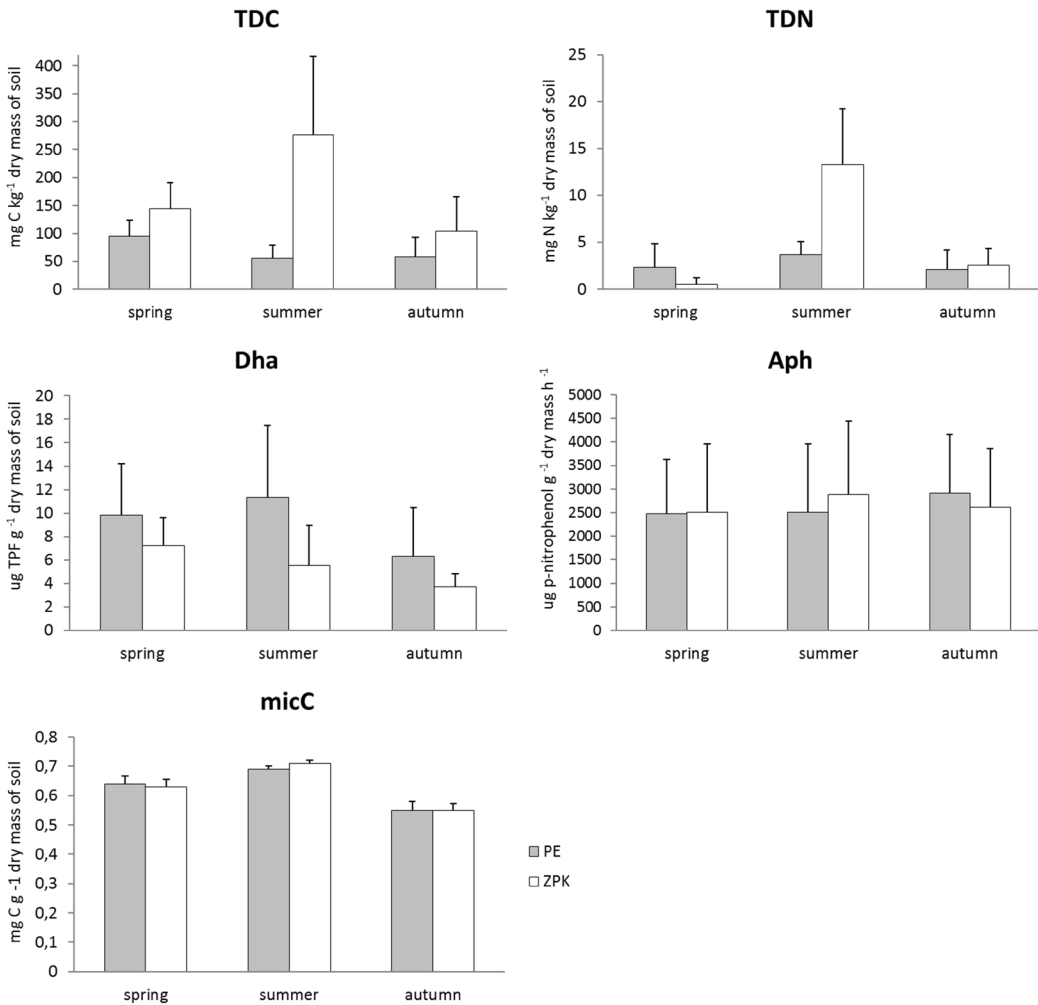 TDC
mg C kg⁻¹ dry mass of soil
400
350
300
250
200
150
100
50
0
spring summer autumn
TDN
mg N kg⁻¹ dry mass of soil
25
20
15
10
5
0
spring summer autumn
Dha
ug TPF g⁻¹ dry mass of soil
20
18
16
14
12
10
8
6
4
2
0
spring summer autumn
Aph
ug p-nitrophenol g⁻¹ dry mass h⁻¹
5000
4500
4000
3500
3000
2500
2000
1500
1000
500
0
spring summer autumn
micC
mg C g -1 dry mass of soil
0,8
0,7
0,6
0,5
0,4
0,3
0,2
0,1
0
spring summer autumn
PE
ZPK